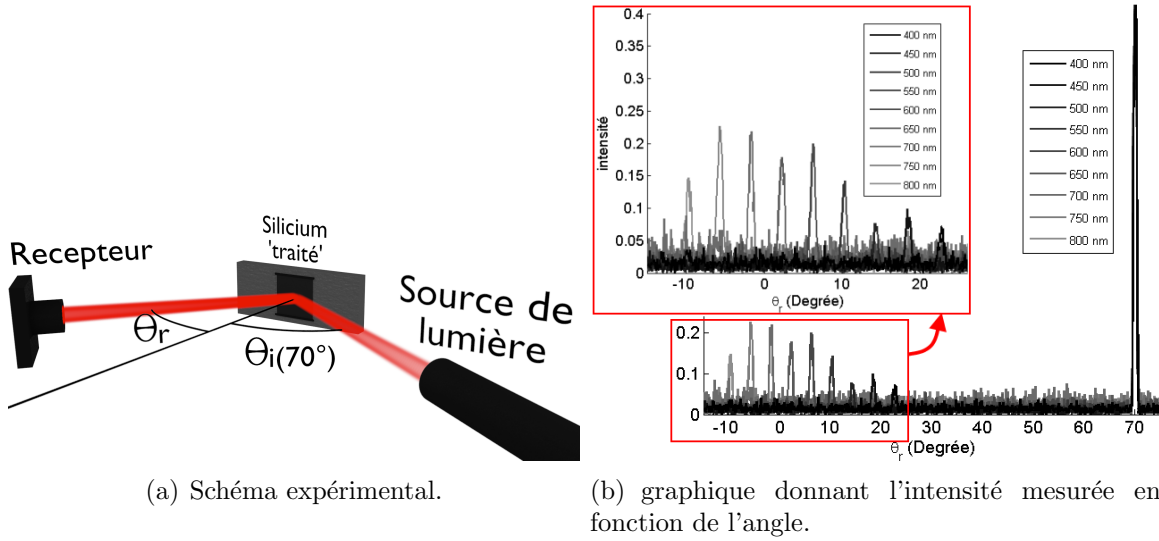 Recepteur
Silicium
'traité'
Source de
lumière
Θr
Θi(70°)
(a) Schéma expérimental.
0.4
0.3
0.25
0.2
0.15
0.1
0.05
0
intensité
-10
0
10
20
θr (Degrée)
400 nm
450 nm
500 nm
550 nm
600 nm
650 nm
700 nm
750 nm
800 nm
400 nm
450 nm
500 nm
550 nm
600 nm
650 nm
700 nm
750 nm
800 nm
0.2
0.1
0
-10 0 10 20 30 40 50 60 70
θr (Degrée)
(b) graphique donnant l'intensité mesurée en
fonction de l'angle.